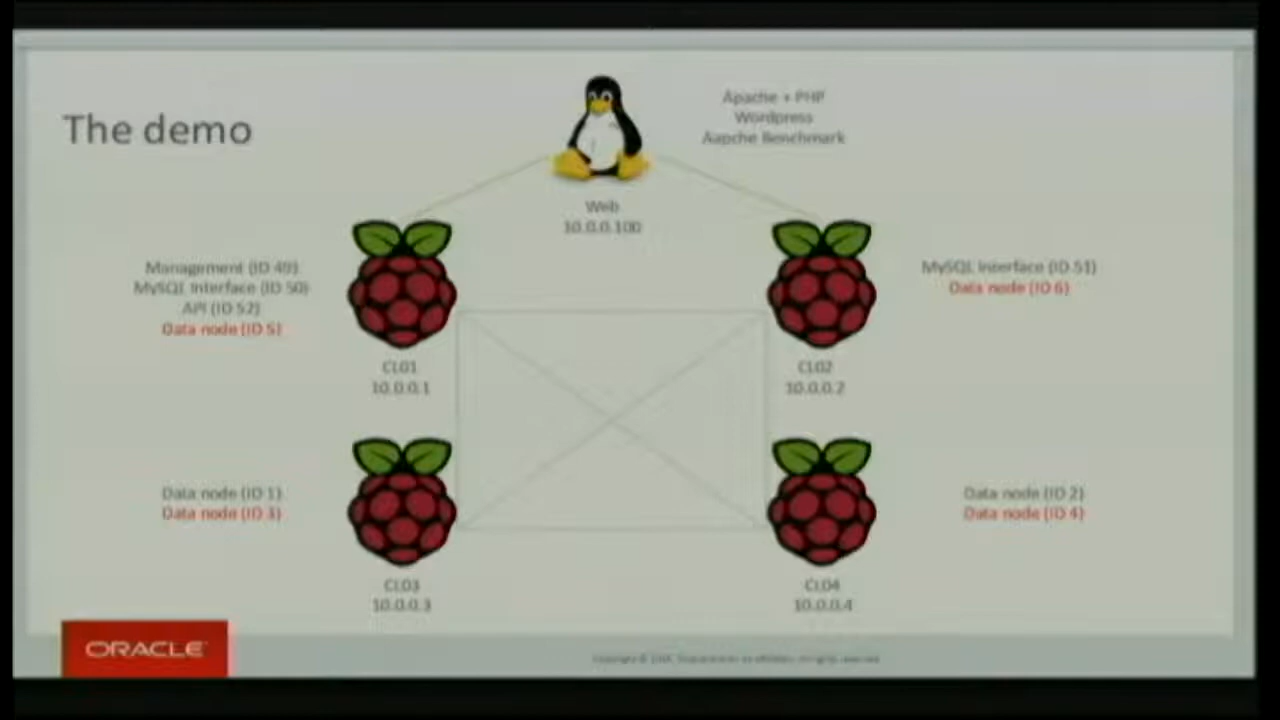 The demo
Apache + PHP
Wordpress
Aapche Benchmark
Web
10.0.0.100
Management (ID 49)
MySQL Interface (ID 50)
API (ID 52)
Data node (ID 5)
CL01
10.0.0.1
MySQL Interface (ID 51)
Data node (ID 6)
CL02
10.0.0.2
Data node (ID 1)
Data node (ID 3)
CL03
10.0.0.3
Data node (ID 2)
Data node (ID 4)
CL04
10.0.0.4
ORACLE
Copyright ©